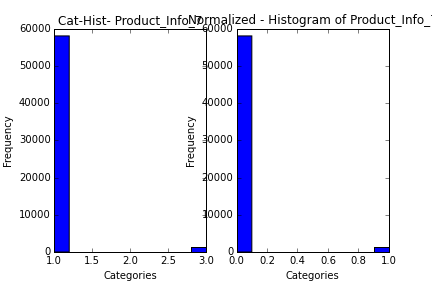 Cat-Hist- Product_Info_7
Normalized - Histogram of Product_Info_7
60000
50000
40000
30000
20000
10000
0
Frequency
1.0 1.5 2.0 2.5 3.0
Categories
60000
50000
40000
30000
20000
10000
0
Frequency
0.0 0.2 0.4 0.6 0.8 1.0
Categories